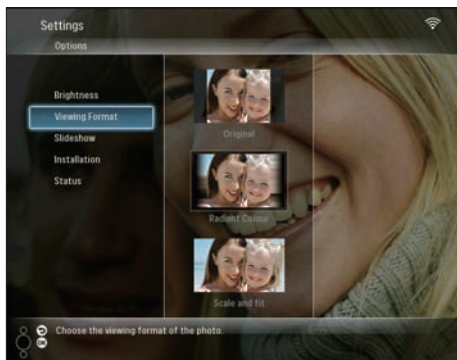 Settings
Options
Brightness
Viewing Format
Slideshow
Installation
Status
Original
Radiant Colour
Scale and fit
Choose the viewing format of the photo.
OK